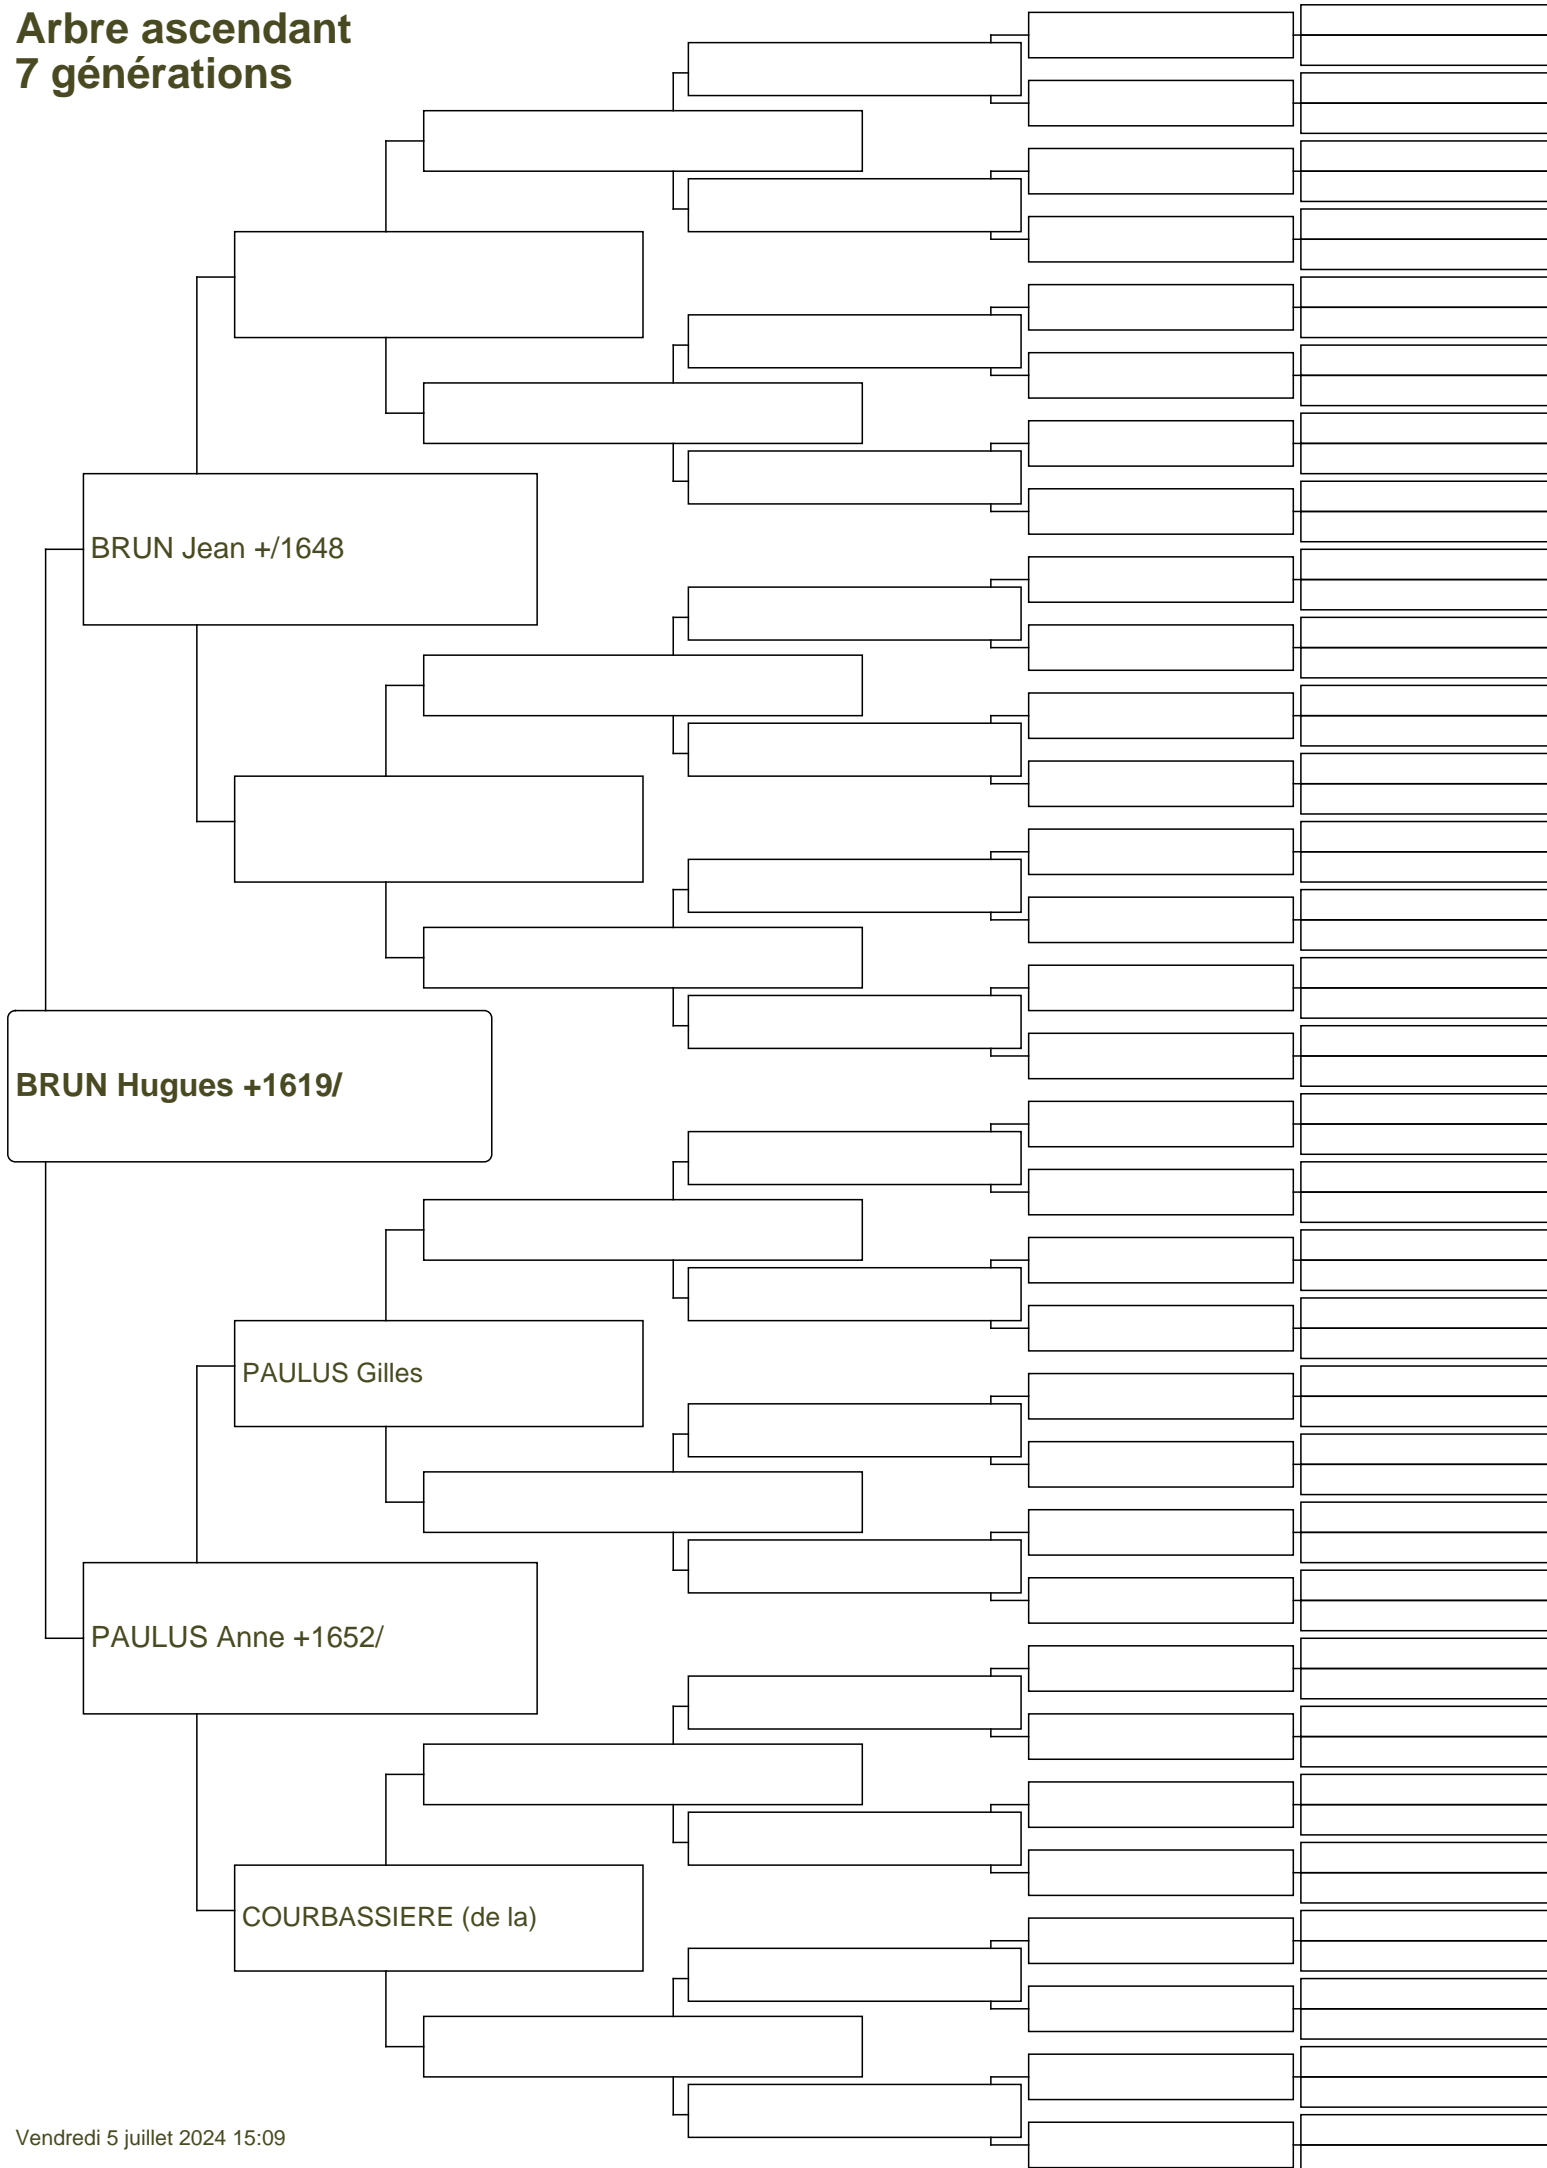 Arbre ascendant
7 générations
BRUN Jean +/1648
BRUN Hugues +1619/
PAULUS Gilles
PAULUS Anne +1652/
COURBASSIERE (de la)
Vendredi 5 juillet 2024 15:09